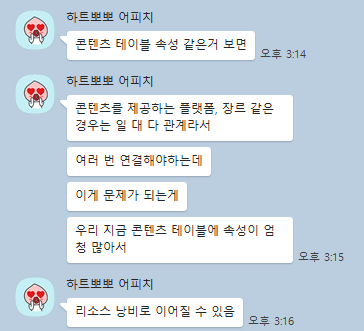 하트뽀뽀 어피치
콘텐츠 테이블 속성 같은거 보면
오후 3:14
하트뽀뽀 어피치
콘텐츠를 제공하는 플랫폼, 장르 같은
경우는 일 대 다 관계라서
여러 번 연결해야하는데
이게 문제가 되는게
우리 지금 콘텐츠 테이블에 속성이 엄
청 많아서
오후 3:15
하트뽀뽀 어피치
리소스 낭비로 이어질 수 있음
오후 3:16